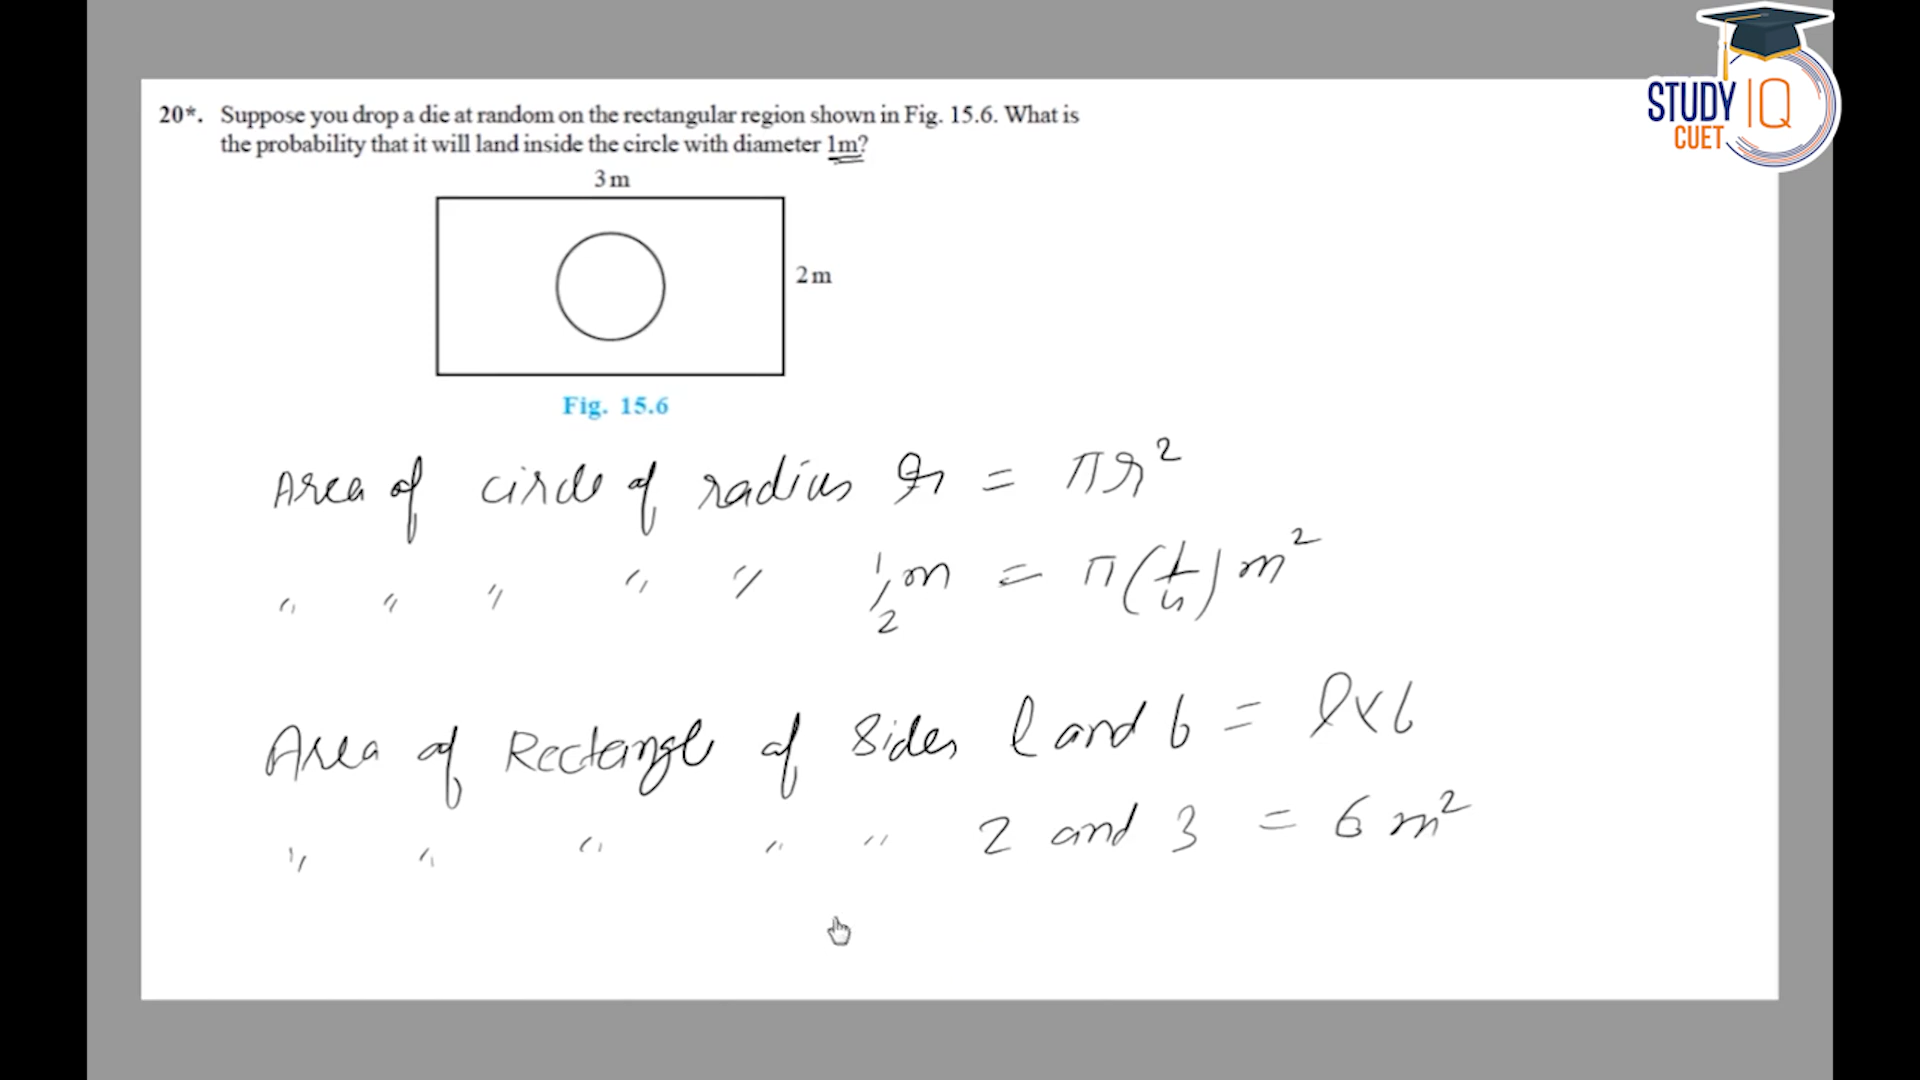 STUDY IQ
CUET
20*. Suppose you drop a die at random on the rectangular region shown in Fig. 15.6. What is
the probability that it will land inside the circle with diameter 1m?
3 m
2 m
Fig. 15.6
Area of circle of radius r = πr²
" " " " " 1/2 m = π(1/4) m²
Area of Rectangle of Sides l and b = l×b
" " " " " 2 and 3 = 6 m²